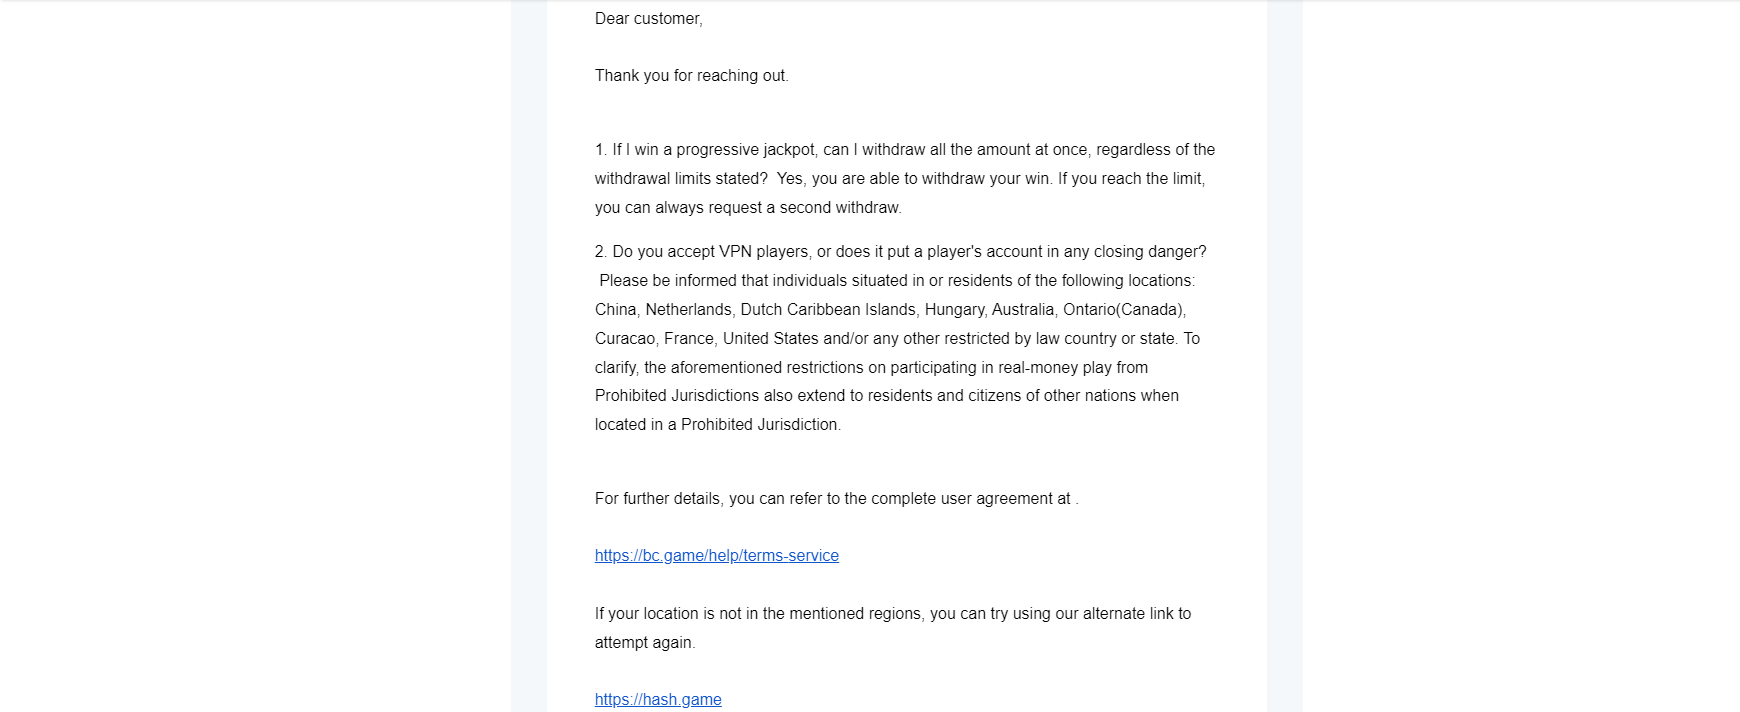 Dear customer,
Thank you for reaching out.
1. If I win a progressive jackpot, can I withdraw all the amount at once, regardless of the
withdrawal limits stated?  Yes, you are able to withdraw your win. If you reach the limit,
you can always request a second withdraw.
2. Do you accept VPN players, or does it put a player's account in any closing danger?
Please be informed that individuals situated in or residents of the following locations:
China, Netherlands, Dutch Caribbean Islands, Hungary, Australia, Ontario(Canada),
Curacao, France, United States and/or any other restricted by law country or state. To
clarify, the aforementioned restrictions on participating in real-money play from
Prohibited Jurisdictions also extend to residents and citizens of other nations when
located in a Prohibited Jurisdiction.
For further details, you can refer to the complete user agreement at .
https://bc.game/help/terms-service
If your location is not in the mentioned regions, you can try using our alternate link to
attempt again.
https://hash.game